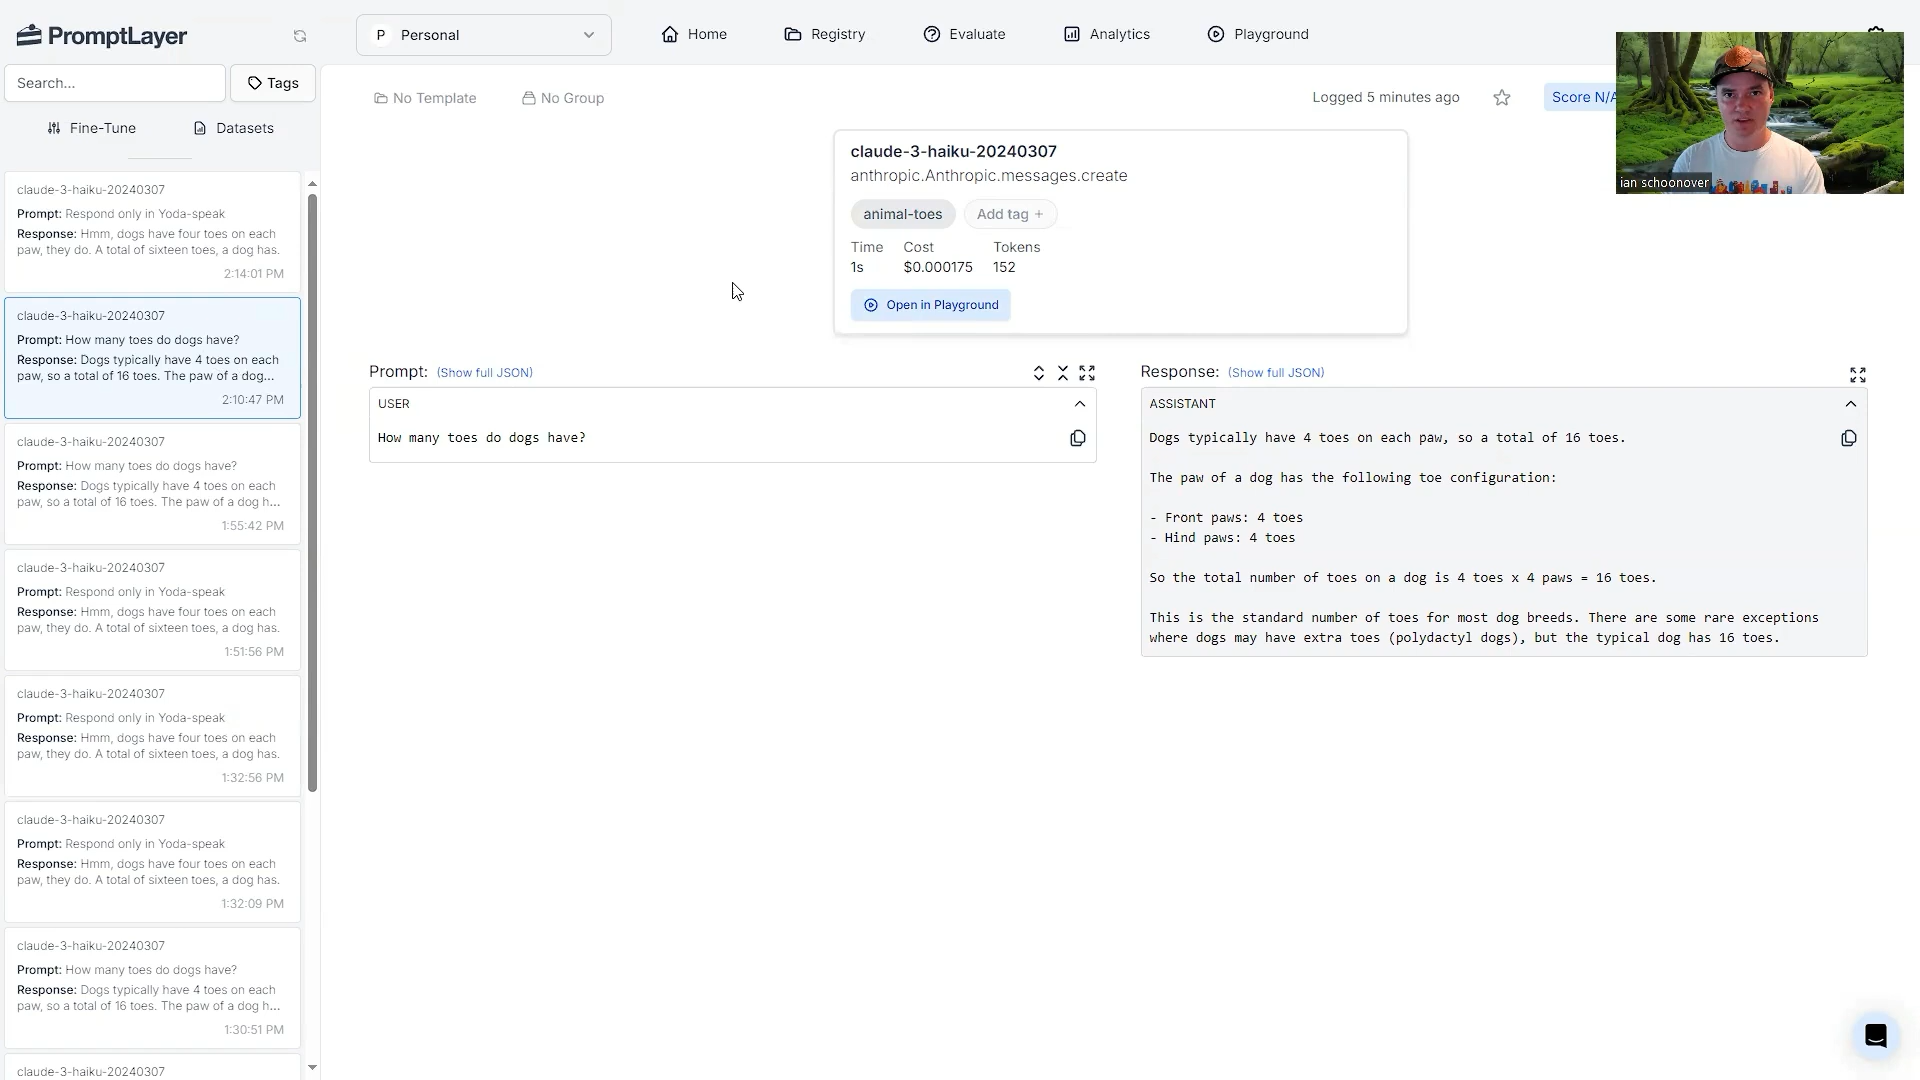 PromptLayer
P Personal
Home
Registry
Evaluate
Analytics
Playground
Search...
Tags
Fine-Tune
Datasets
claude-3-haiku-20240307
Prompt: Respond only in Yoda-speak
Response: Hmm, dogs have four toes on each
paw, they do. A total of sixteen toes, a dog has.
2:14:01 PM
claude-3-haiku-20240307
Prompt: How many toes do dogs have?
Response: Dogs typically have 4 toes on each
paw, so a total of 16 toes. The paw of a dog...
2:10:47 PM
claude-3-haiku-20240307
Prompt: How many toes do dogs have?
Response: Dogs typically have 4 toes on each
paw, so a total of 16 toes. The paw of a dog h...
1:55:42 PM
claude-3-haiku-20240307
Prompt: Respond only in Yoda-speak
Response: Hmm, dogs have four toes on each
paw, they do. A total of sixteen toes, a dog has.
1:51:56 PM
claude-3-haiku-20240307
Prompt: Respond only in Yoda-speak
Response: Hmm, dogs have four toes on each
paw, they do. A total of sixteen toes, a dog has.
1:32:56 PM
claude-3-haiku-20240307
Prompt: Respond only in Yoda-speak
Response: Hmm, dogs have four toes on each
paw, they do. A total of sixteen toes, a dog has.
1:32:09 PM
claude-3-haiku-20240307
Prompt: How many toes do dogs have?
Response: Dogs typically have 4 toes on each
paw, so a total of 16 toes. The paw of a dog h...
1:30:51 PM
claude-3-haiku-20240307
No Template
No Group
Logged 5 minutes ago
Score N/A
ian schoonover
claude-3-haiku-20240307
anthropic.Anthropic.messages.create
animal-toes
Add tag +
Time Cost Tokens
1s $0.000175 152
Open in Playground
Prompt: (Show full JSON)
USER
How many toes do dogs have?
Response: (Show full JSON)
ASSISTANT
Dogs typically have 4 toes on each paw, so a total of 16 toes.
The paw of a dog has the following toe configuration:
- Front paws: 4 toes
- Hind paws: 4 toes
So the total number of toes on a dog is 4 toes x 4 paws = 16 toes.
This is the standard number of toes for most dog breeds. There are some rare exceptions
where dogs may have extra toes (polydactyl dogs), but the typical dog has 16 toes.